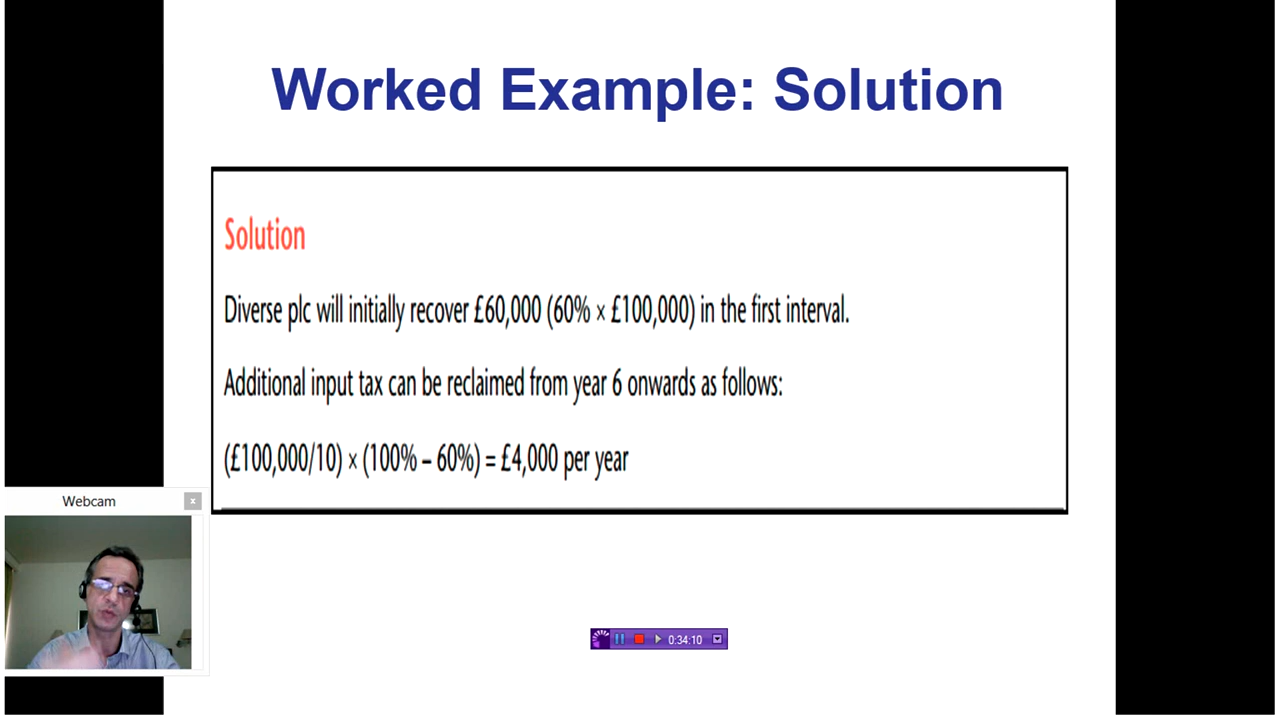 Worked Example: Solution
Solution
Diverse plc will initially recover £60,000 (60% × £100,000) in the first interval.
Additional input tax can be reclaimed from year 6 onwards as follows:
(£100,000/10) × (100% – 60%) = £4,000 per year
Webcam
x
0:34:10